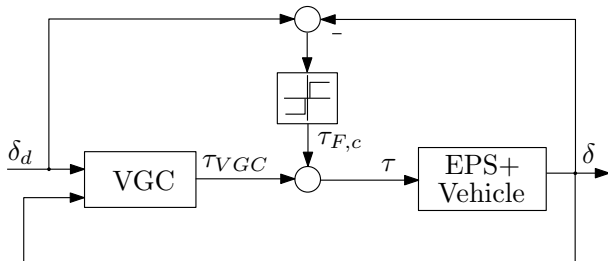 –
τ_{F,c}
δ_d
τ_{VGC}
τ
δ
VGC
EPS+
Vehicle